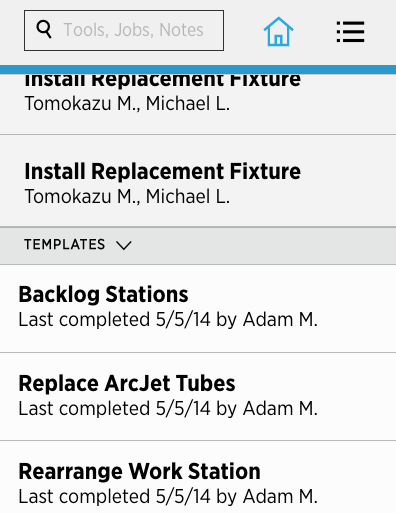 Tools, Jobs, Notes
Install Replacement Fixture
Tomokazu M., Michael L.
Install Replacement Fixture
Tomokazu M., Michael L.
TEMPLATES
Backlog Stations
Last completed 5/5/14 by Adam M.
Replace ArcJet Tubes
Last completed 5/5/14 by Adam M.
Rearrange Work Station
Last completed 5/5/14 by Adam M.